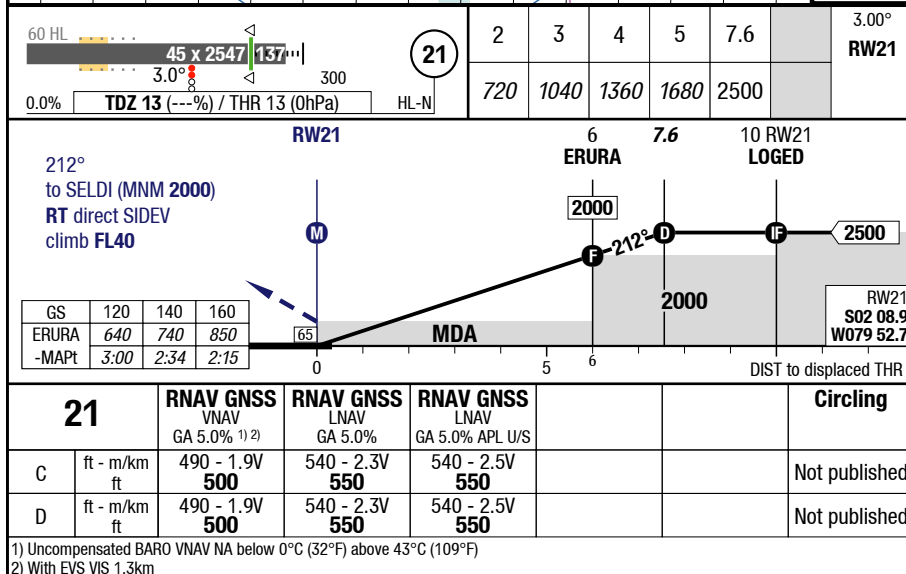 60 HL
45 x 2547
137
3.0°
300
0.0%
TDZ 13 (---%) / THR 13 (0hPa)
HL-N
21
2 3 4 5 7.6
3.00°
RW21
720 1040 1360 1680 2500
RW21
6
ERURA
7.6
10 RW21
LOGED
212°
to SELDI (MNM 2000)
RT direct SIDEV
climb FL40
M
2000
F
212°
D
IF
2500
2000
MDA
65
RW21
S02 08.9
W079 52.7
GS 120 140 160
ERURA 640 740 850
-MAPt 3:00 2:34 2:15
0
5
6
DIST to displaced THR
21
RNAV GNSS
VNAV
GA 5.0% 1) 2)
RNAV GNSS
LNAV
GA 5.0%
RNAV GNSS
LNAV
GA 5.0% APL U/S
Circling
C
ft - m/km
ft
490 - 1.9V
500
540 - 2.3V
550
540 - 2.5V
550
Not published
D
ft - m/km
ft
490 - 1.9V
500
540 - 2.3V
550
540 - 2.5V
550
Not published
1) Uncompensated BARO VNAV NA below 0°C (32°F) above 43°C (109°F)
2) With EVS VIS 1.3km